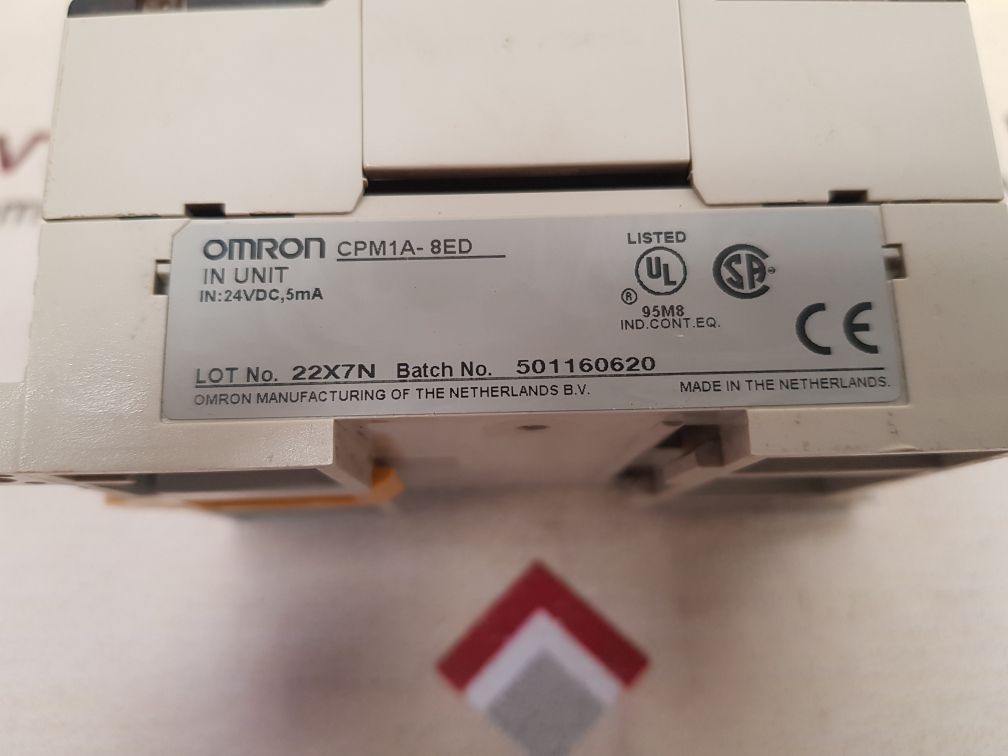 OMRON CPM1A-8ED
IN UNIT
IN:24VDC,5mA
LISTED
UL
®
95M8
IND.CONT.EQ.
SA
CE
LOT No. 22X7N Batch No. 501160620
OMRON MANUFACTURING OF THE NETHERLANDS B.V.
MADE IN THE NETHERLANDS.